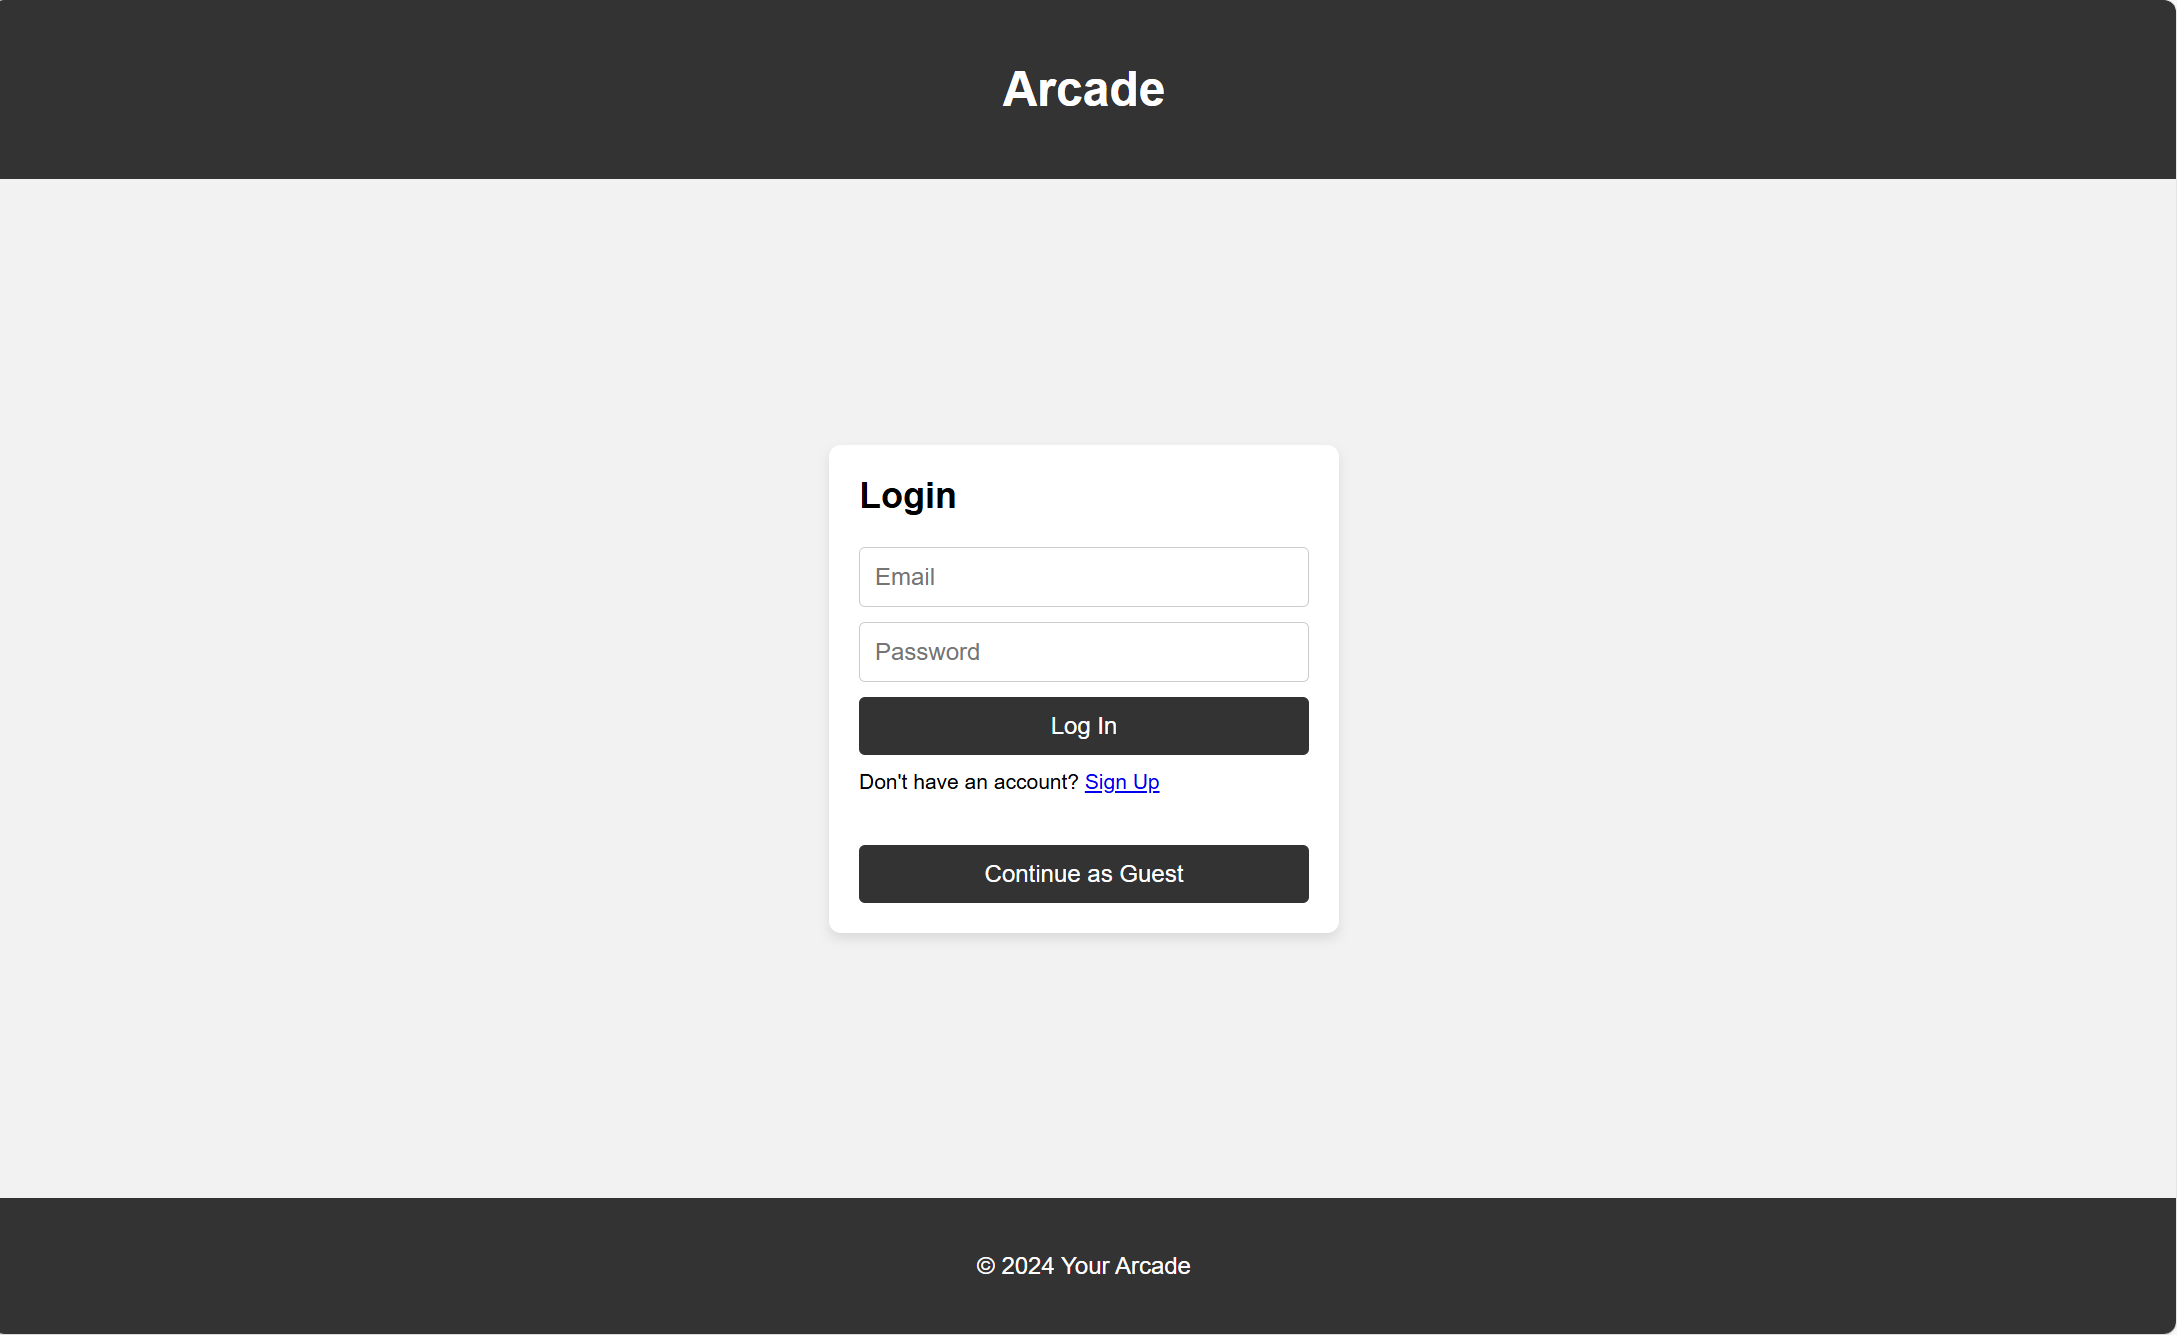 Arcade
Login
Email
Password
Log In
Don't have an account? Sign Up
Continue as Guest
© 2024 Your Arcade